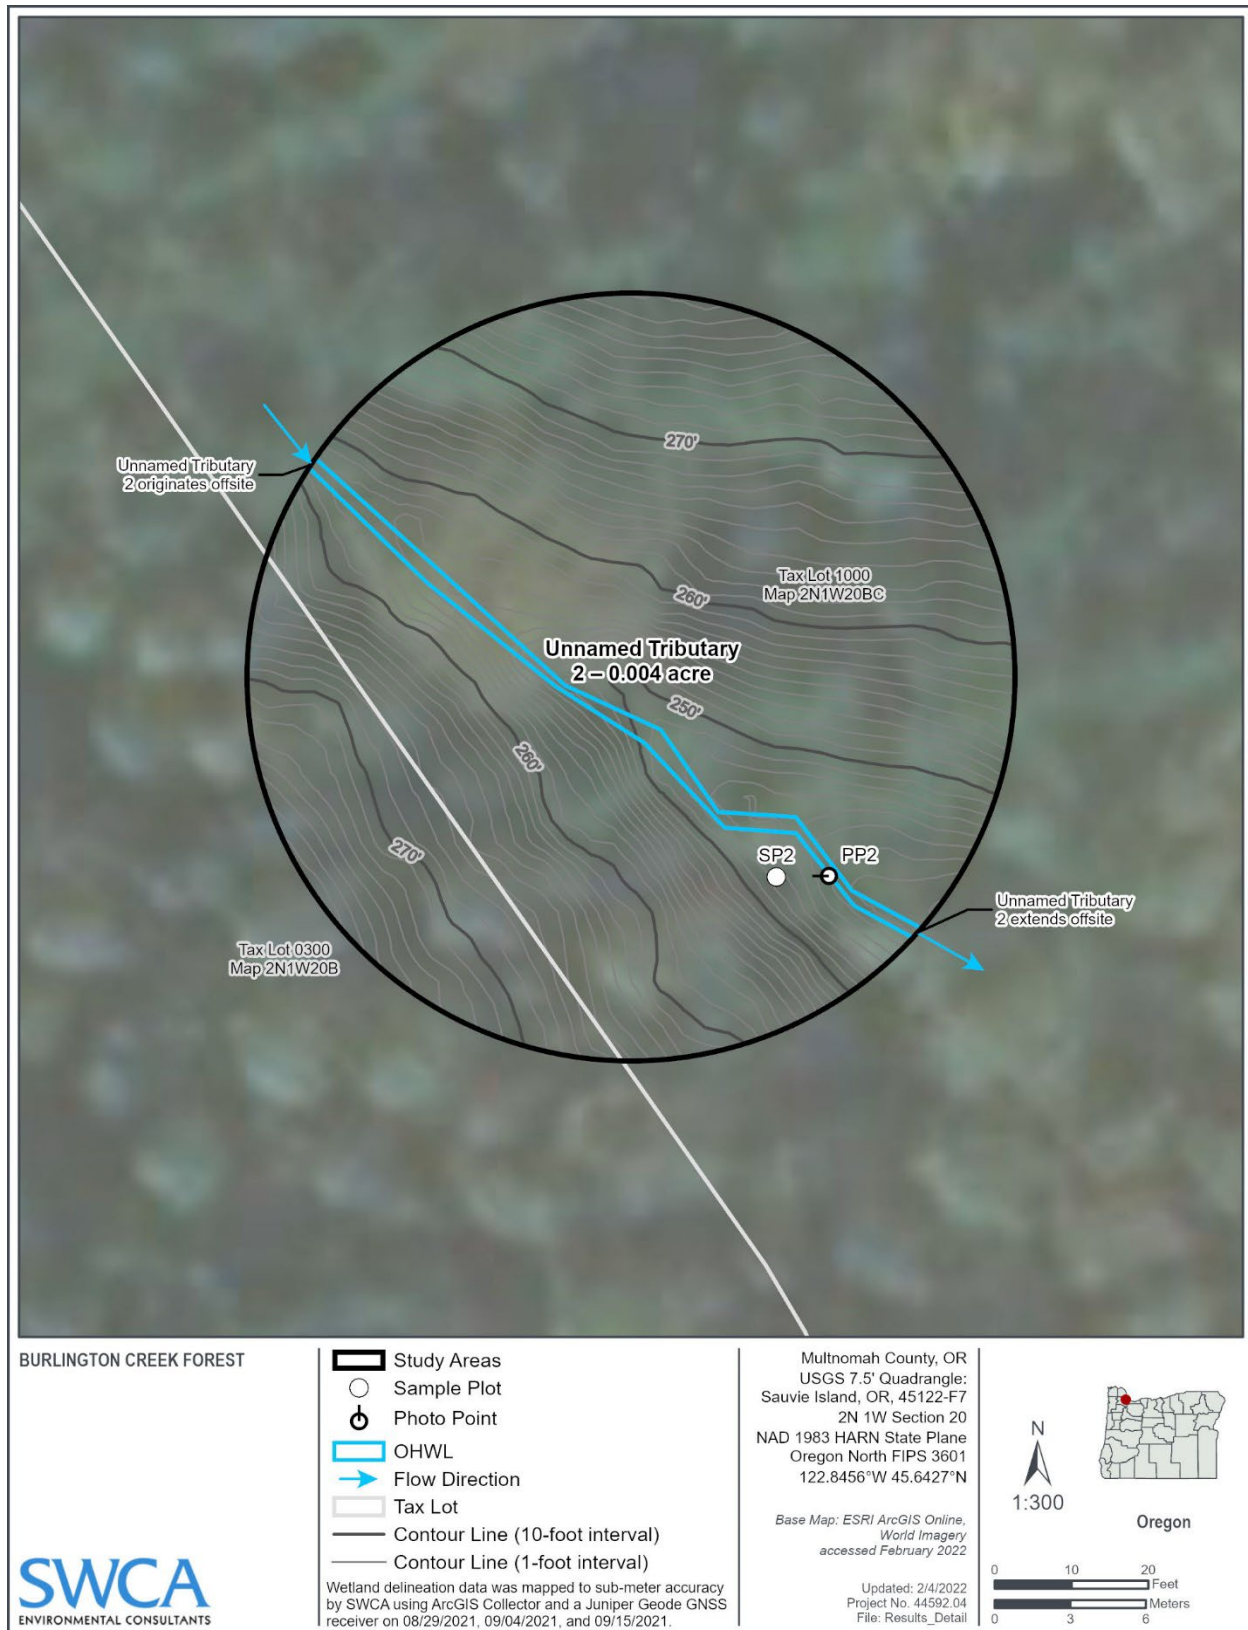 270'
Unnamed Tributary
2 originates offsite
Tax Lot 1000
Map 2N1W20BC
260'
Unnamed Tributary
2 – 0.004 acre
250'
260'
270'
SP2
PP2
Unnamed Tributary
2 extends offsite
Tax Lot 0300
Map 2N1W20B
BURLINGTON CREEK FOREST
SWCA
ENVIRONMENTAL CONSULTANTS
Study Areas
Sample Plot
Photo Point
OHWL
Flow Direction
Tax Lot
Contour Line (10-foot interval)
Contour Line (1-foot interval)
Wetland delineation data was mapped to sub-meter accuracy
by SWCA using ArcGIS Collector and a Juniper Geode GNSS
receiver on 08/29/2021, 09/04/2021, and 09/15/2021.
Multnomah County, OR
USGS 7.5' Quadrangle:
Sauvie Island, OR, 45122-F7
2N 1W Section 20
NAD 1983 HARN State Plane
Oregon North FIPS 3601
122.8456°W 45.6427°N
Base Map: ESRI ArcGIS Online,
World Imagery
accessed February 2022
Updated: 2/4/2022
Project No. 44592.04
File: Results_Detail
N
1:300
Oregon
0 10 20
Feet
Meters
0 3 6